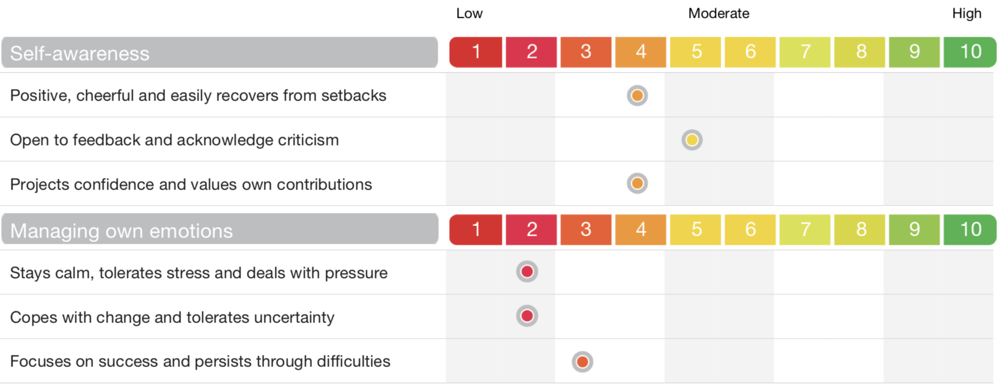 Low Moderate High
Self-awareness 1 2 3 4 5 6 7 8 9 10
Positive, cheerful and easily recovers from setbacks
Open to feedback and acknowledge criticism
Projects confidence and values own contributions
Managing own emotions 1 2 3 4 5 6 7 8 9 10
Stays calm, tolerates stress and deals with pressure
Copes with change and tolerates uncertainty
Focuses on success and persists through difficulties